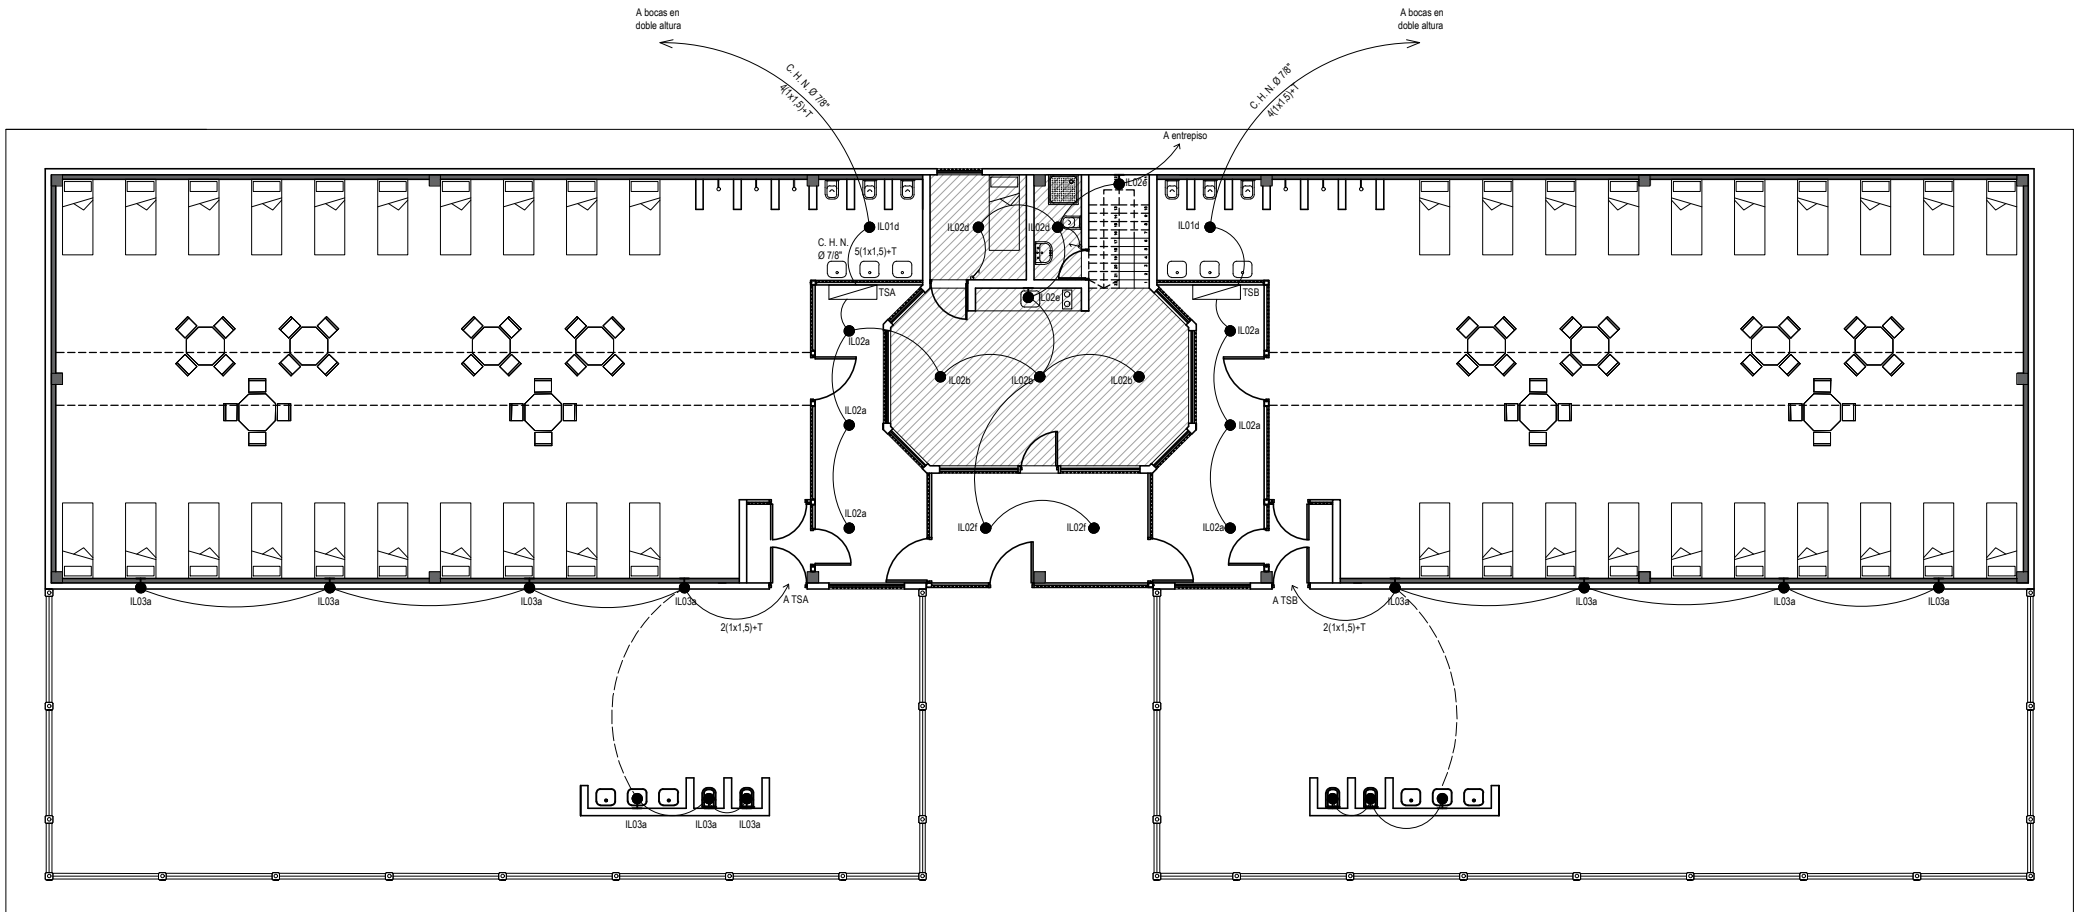 A bocas en
doble altura
A bocas en
doble altura
C. H. N. Ø 7/8"
4(1x1,5)+T
C. H. N. Ø 7/8"
4(1x1,5)+T
A entrepiso
IL02e
IL01d
IL02d
IL02d
IL01d
C. H. N.
Ø 7/8"
5(1x1,5)+T
TSA
IL02e
TSB
IL02a
IL02a
IL02b
IL02b
IL02b
IL02a
IL02a
IL02a
IL02f
IL02f
IL02a
IL03a
IL03a
IL03a
IL03a
A TSA
A TSB
IL03a
IL03a
IL03a
IL03a
2(1x1,5)+T
2(1x1,5)+T
IL03a
IL03a
IL03a